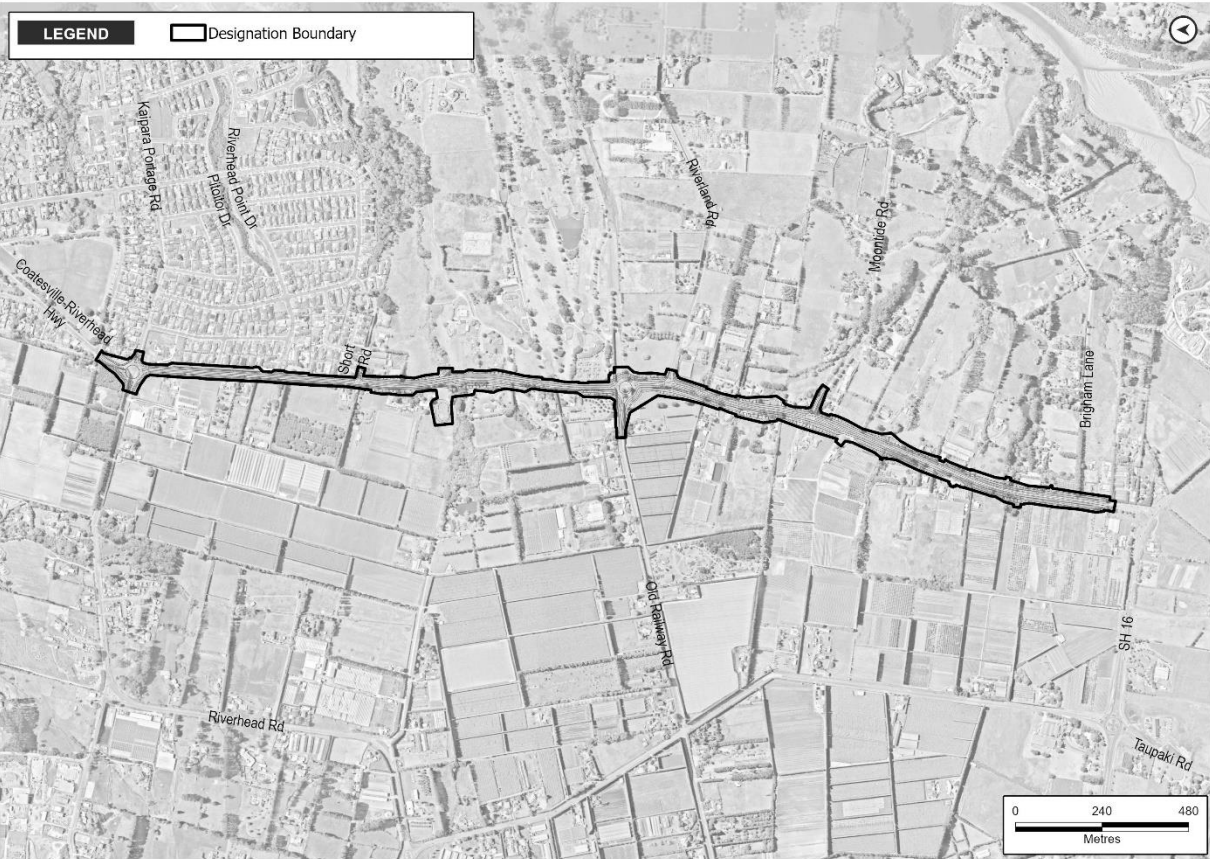 LEGEND
Designation Boundary
Kaipara Portage Rd
Riverhead Point Dr
Pitoitoi Dr
Riverland Rd
Moontide Rd
Coatesville-Riverhead
Hwy
Short
Rd
Brigham Lane
Old Railway Rd
SH 16
Riverhead Rd
Taupaki Rd
0 240 480
Metres